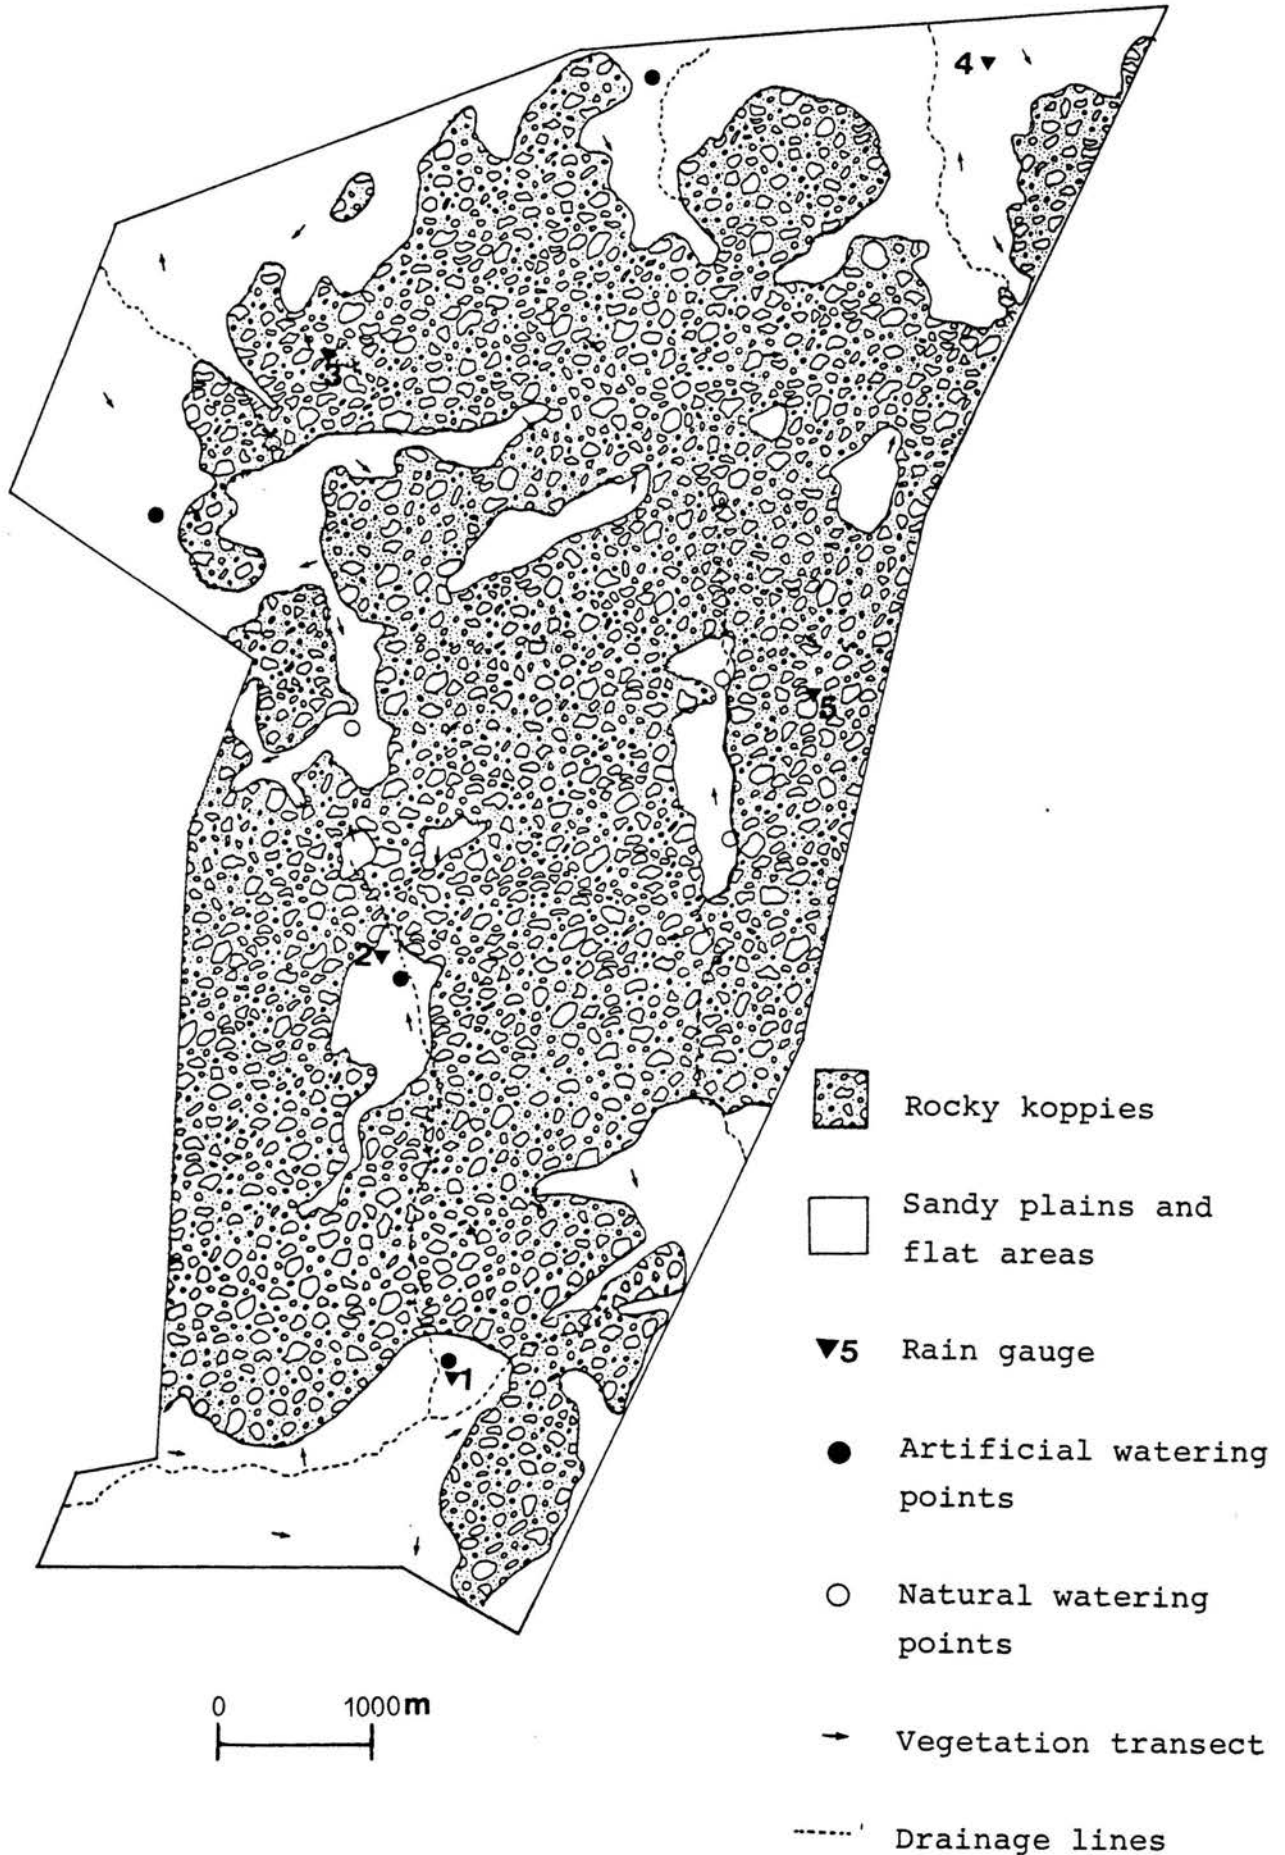 4
3
5
2
1
Rocky koppies
Sandy plains and
flat areas
5 Rain gauge
Artificial watering
points
Natural watering
points
0 1000m
Vegetation transect
Drainage lines